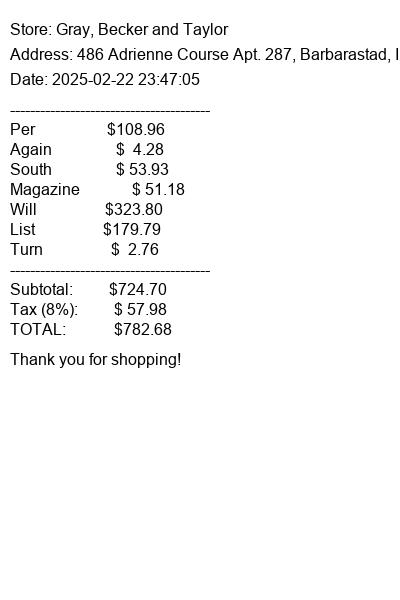 Store: Gray, Becker and Taylor
Address: 486 Adrienne Course Apt. 287, Barbarastad,
Date: 2025-02-22 23:47:05
----------------------------------------
Per $108.96
Again $ 4.28
South $ 53.93
Magazine $ 51.18
Will $323.80
List $179.79
Turn $ 2.76
----------------------------------------
Subtotal: $724.70
Tax (8%): $ 57.98
TOTAL: $782.68
Thank you for shopping!